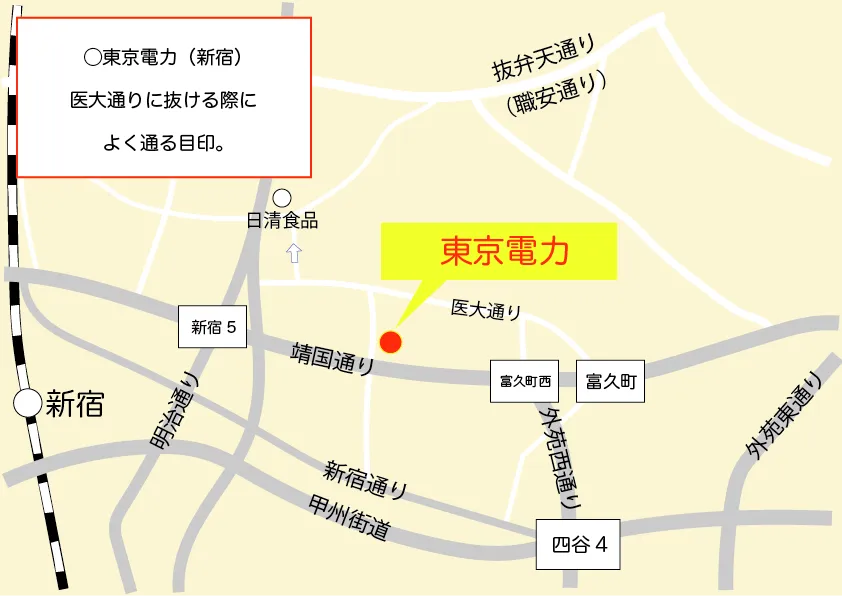 ○東京電力（新宿）
医大通りに抜ける際に
よく通る目印。
抜弁天通り
（職安通り）
日清食品
東京電力
医大通り
新宿5
靖国通り
富久町西
富久町
新宿
明治通り
外苑西通り
外苑東通り
新宿通り
甲州街道
四谷4